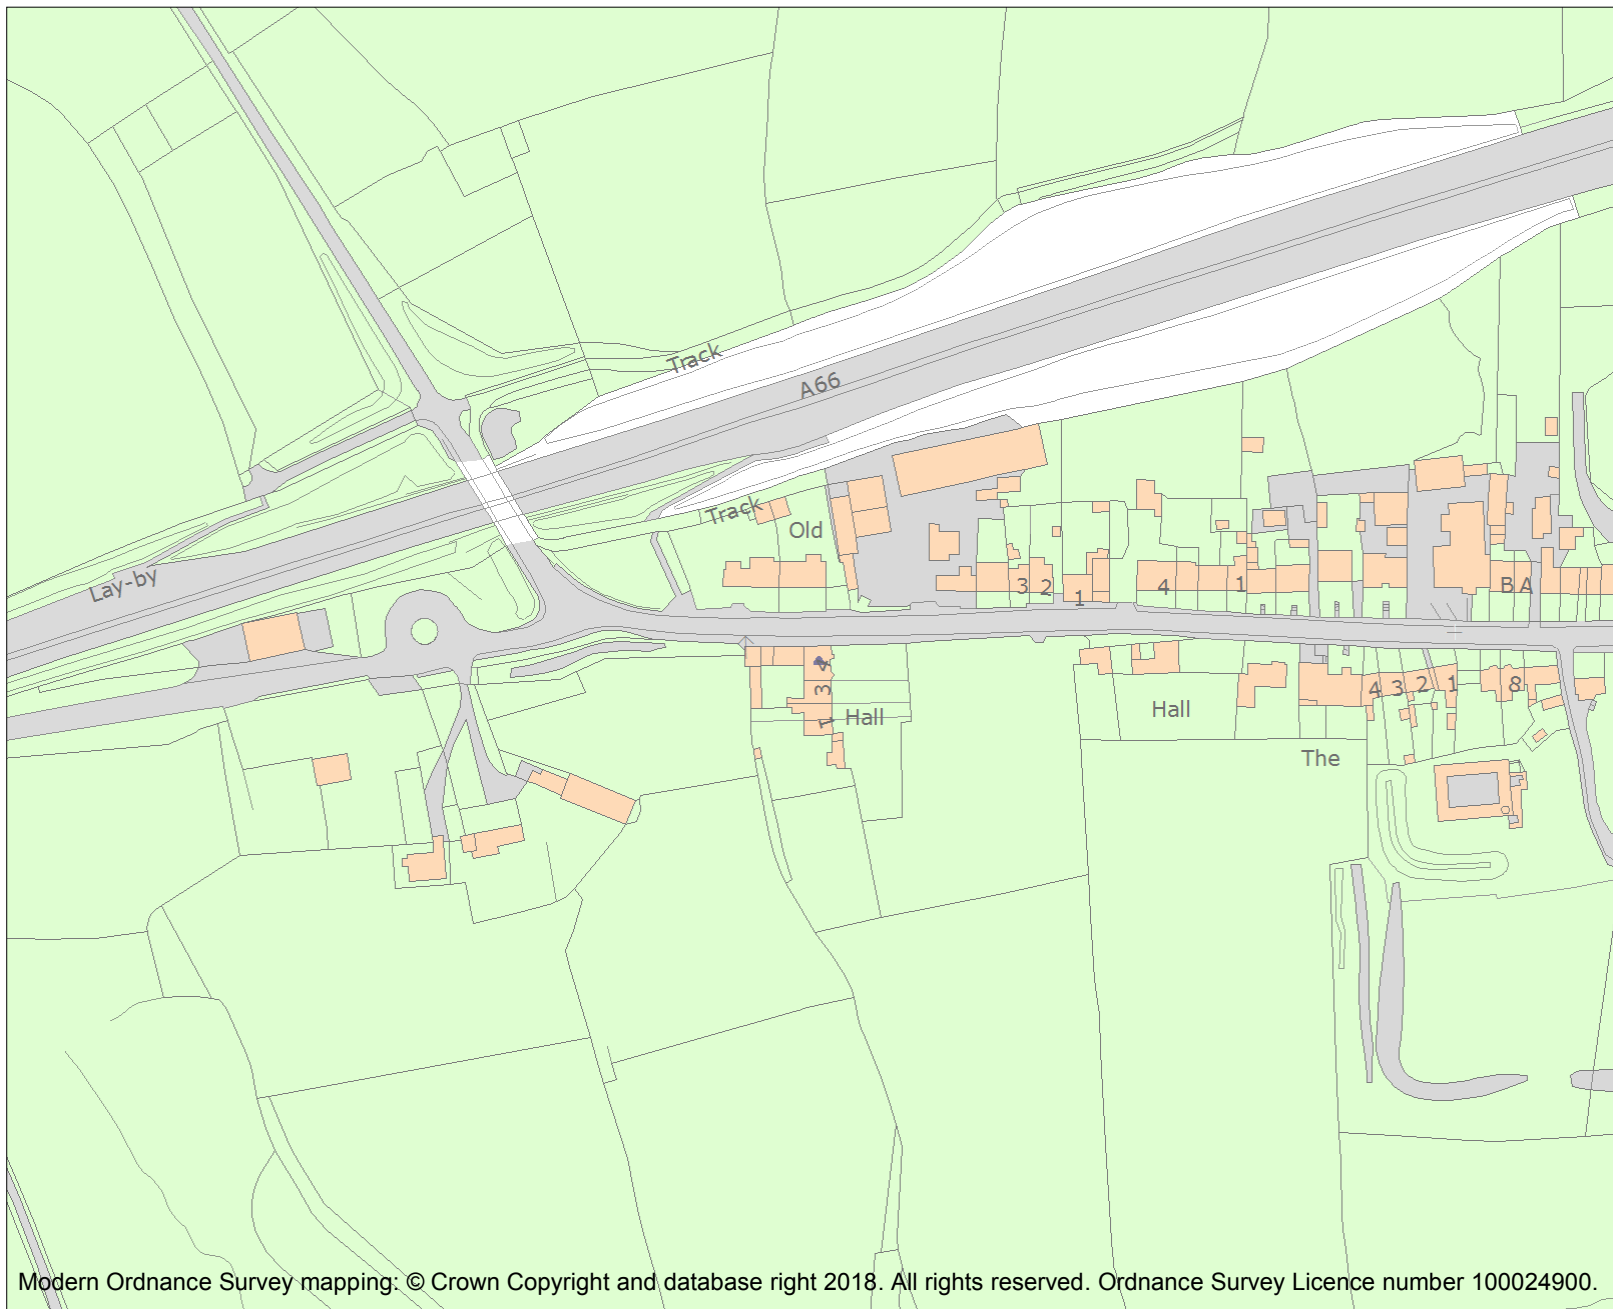 Track
A66
Track
Old
Lay-by
3 2 1
4 1
B A
4
3
1
Hall
Hall
4 3 2 1
8
The
Modern Ordnance Survey mapping: © Crown Copyright and database right 2018. All rights reserved. Ordnance Survey Licence number 100024900.